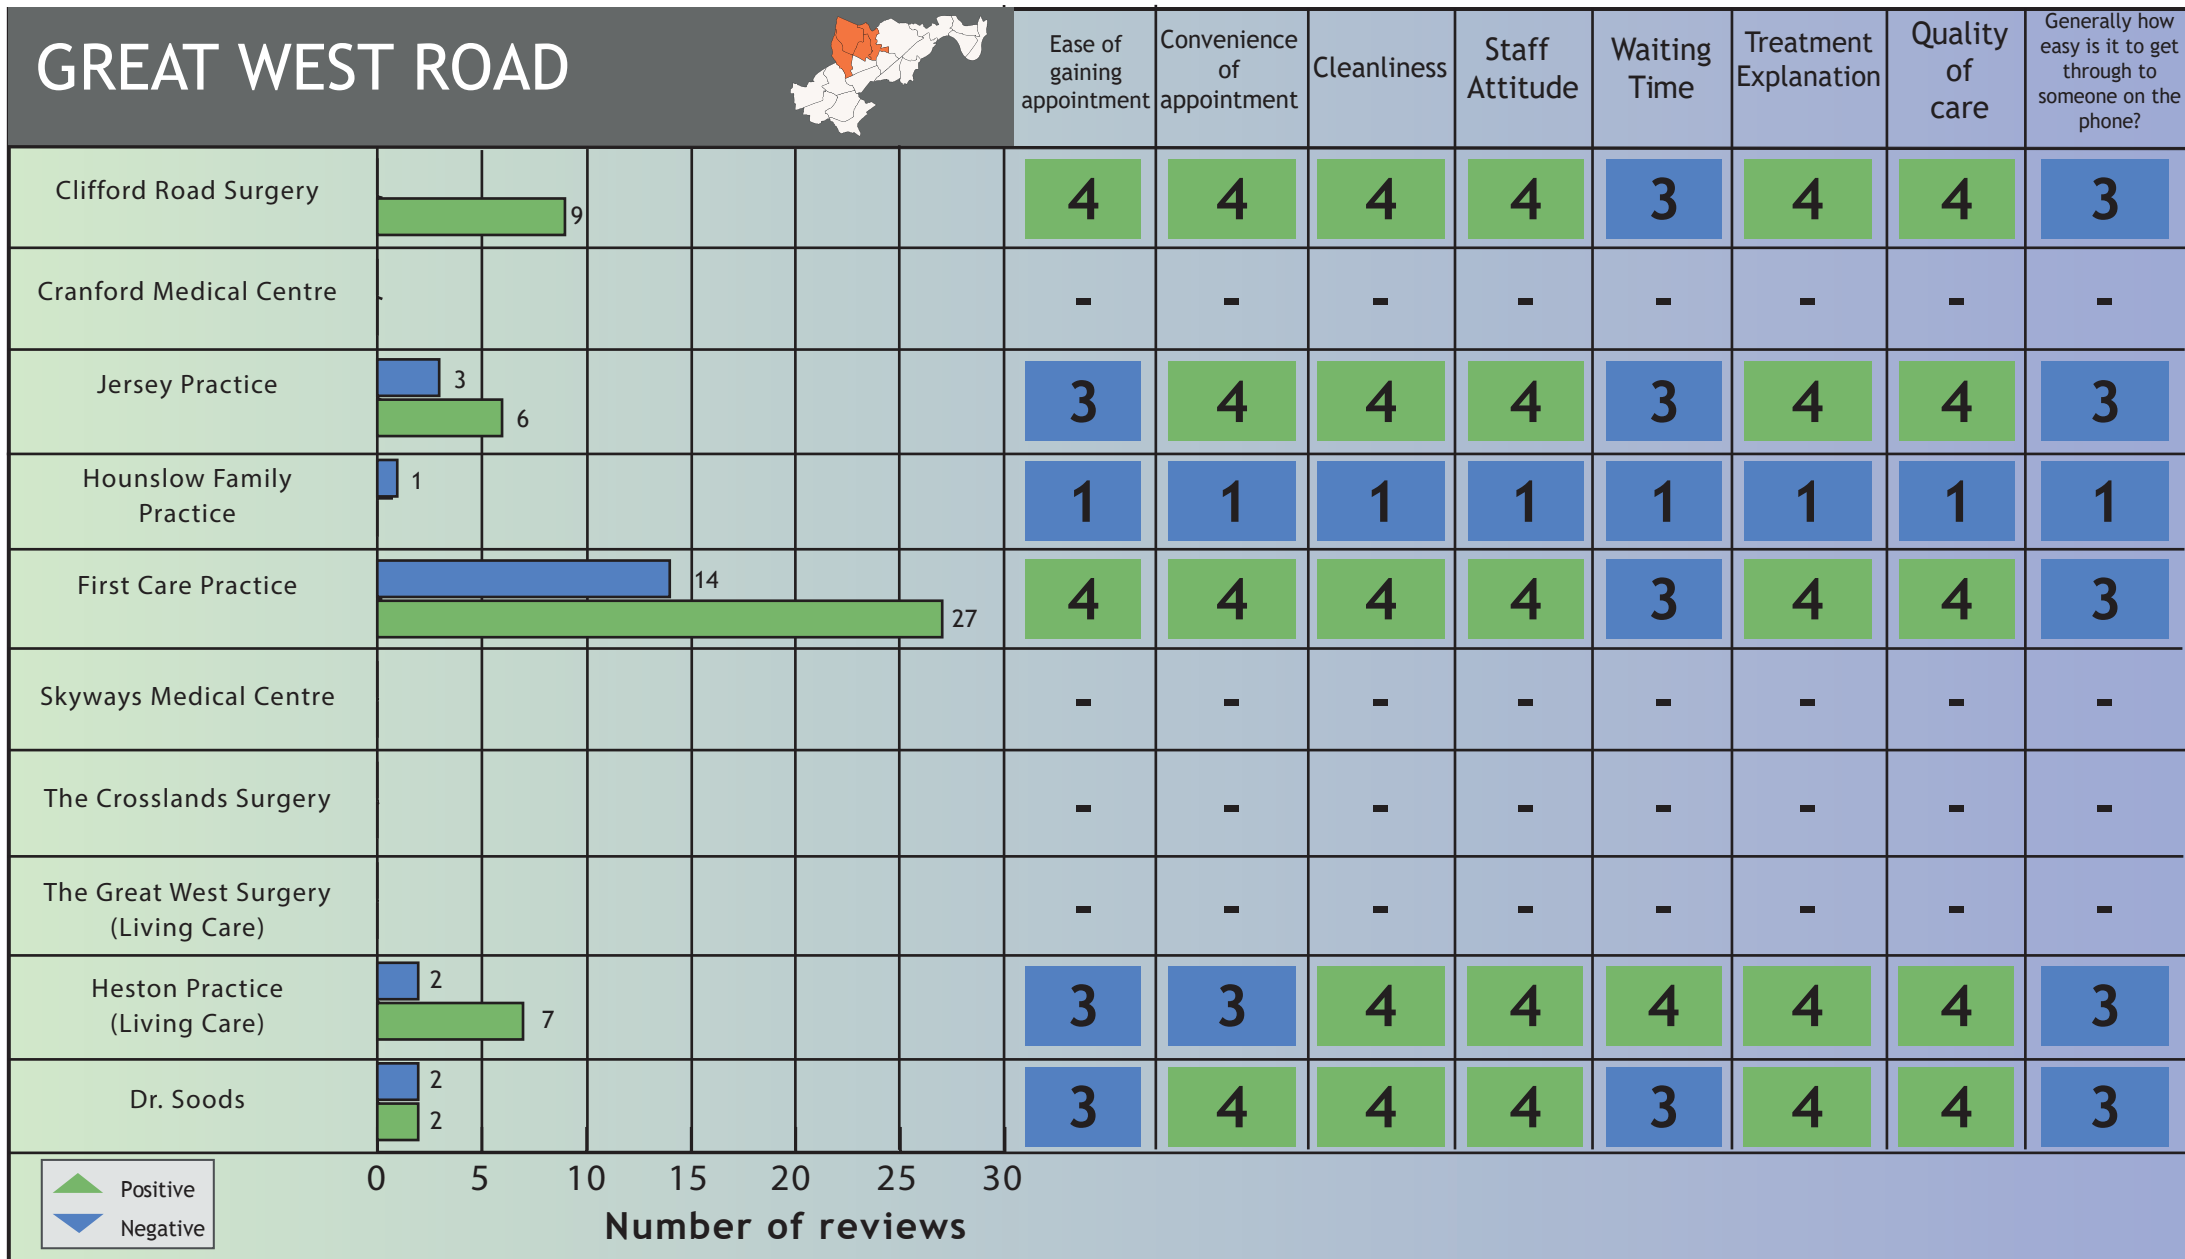 GREAT WEST ROAD
Ease of
gaining
appointment
Convenience
of
appointment
Cleanliness
Staff
Attitude
Waiting
Time
Treatment
Explanation
Quality
of
care
Generally how
easy is it to get
through to
someone on the
phone?
Clifford Road Surgery
9
4 4 4 4 3 4 4 3
Cranford Medical Centre
- - - - - - - -
Jersey Practice
3
6
3 4 4 4 3 4 4 3
Hounslow Family
Practice
1
1 1 1 1 1 1 1 1
First Care Practice
14
27
4 4 4 4 3 4 4 3
Skyways Medical Centre
- - - - - - - -
The Crosslands Surgery
- - - - - - - -
The Great West Surgery
(Living Care)
- - - - - - - -
Heston Practice
(Living Care)
2
7
3 3 4 4 4 4 4 3
Dr. Soods
2
2
3 4 4 4 3 4 4 3
0 5 10 15 20 25 30
Number of reviews
Positive
Negative